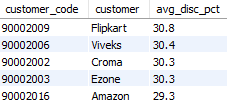 customer_code customer avg_disc_pct
90002009 Flipkart 30.8
90002006 Viveks 30.4
90002002 Croma 30.3
90002003 Ezone 30.3
90002016 Amazon 29.3